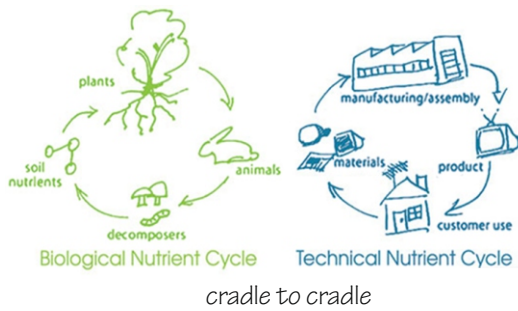 plants
animals
decomposers
soil
nutrients
Biological Nutrient Cycle
manufacturing/assembly
product
customer use
materials
Technical Nutrient Cycle
cradle to cradle